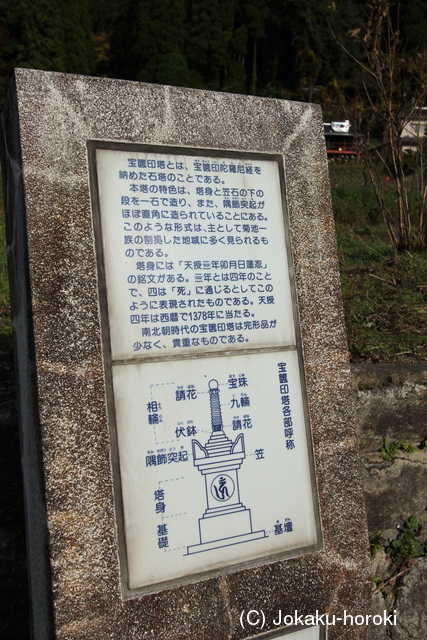 宝篋印塔とは、宝篋印陀羅尼経を
納めた石塔のことである。
本塔の特色は、塔身と笠石の下の
段を一石で造り、また、隅飾突起が
ほぼ直角に造られていることにある。
このような形式は、主として菊池一
族の割拠した地域に多く見られるも
のである。
塔身には「天授亖年卯月日蓮忍」
の銘文がある。亖年とは四年のこと
で、四は「死」に通じるとしてこの
ように表現されたものである。天授
四年は西暦で1378年に当たる。
南北朝時代の宝篋印塔は完形品が
少なく、貴重なものである。
宝篋印塔各部呼称
宝珠
請花
九輪
相輪
請花
伏鉢
隅飾突起
笠
塔身
基礎
基壇
(C) Jokaku-horoki